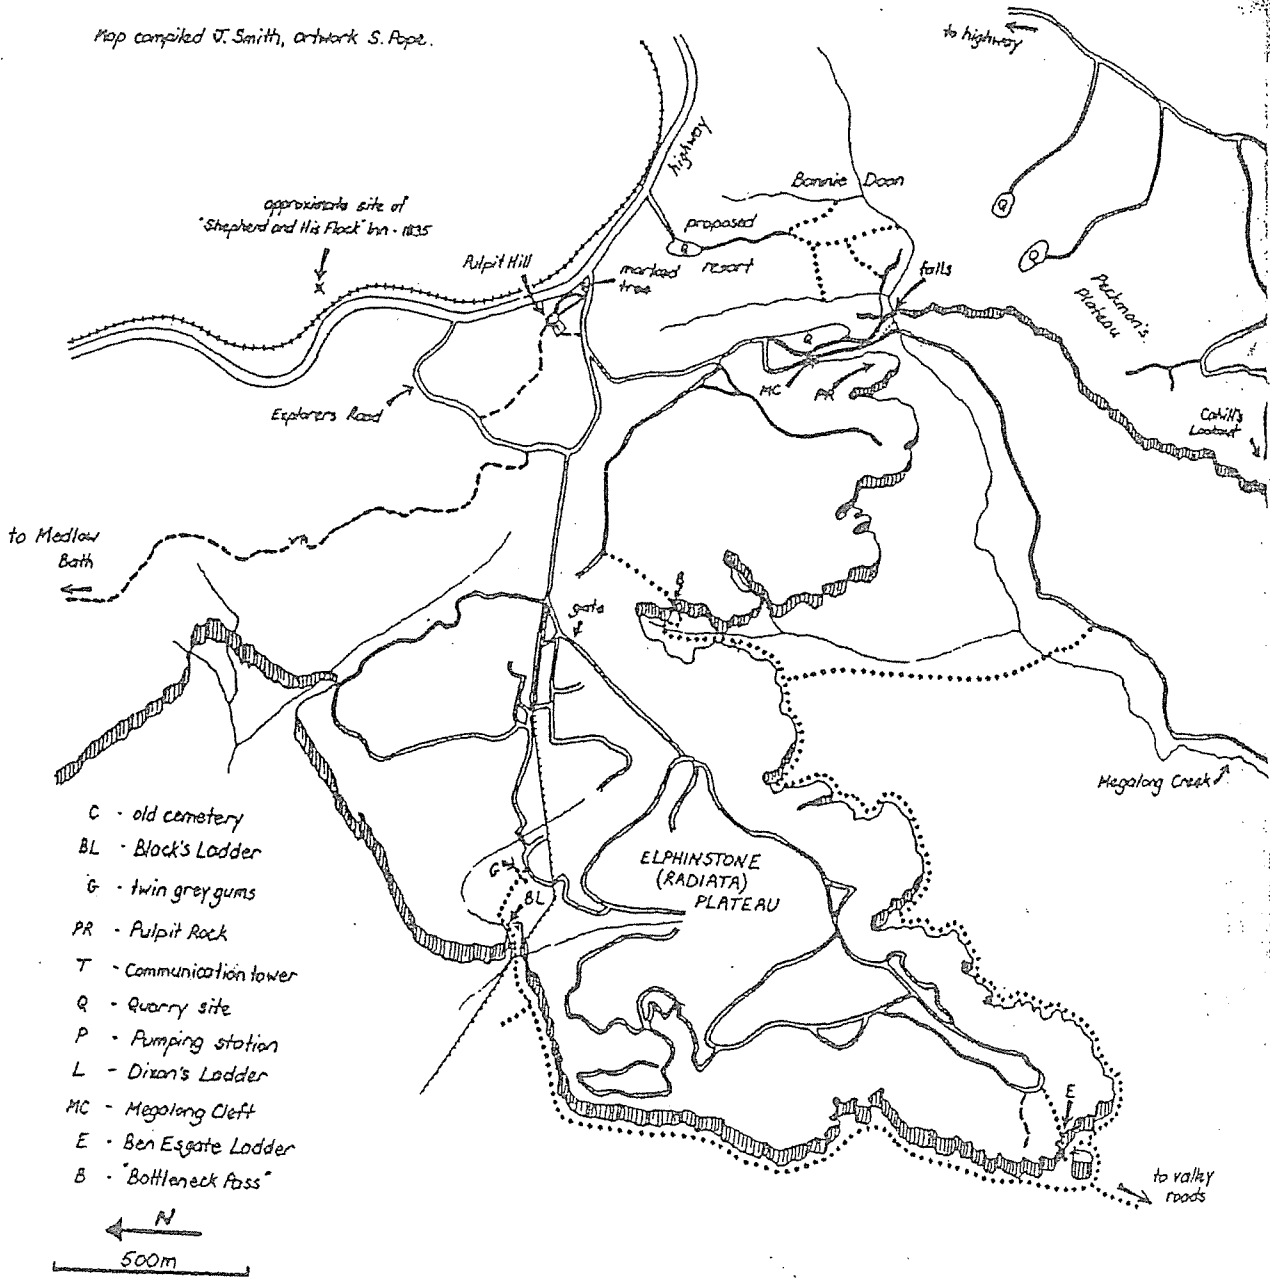 Map compiled J. Smith, artwork S. Pope.
to highway
highway
approximate site of
"Shepherd and His Flock" Inn - 1835
Bonnie Doon
proposed
resort
Q
Q
Q
Pulpit Hill
marked
tree
falls
Peckman's
plateau
Q
MC
PR
Explorers Road
Cahill's
Lookout
to Medlow
Bath
B
gate
Megalong Creek
ELPHINSTONE
(RADIATA)
PLATEAU
G
BL
E
to valley
roads
C - old cemetery
BL - Black's Ladder
G - twin grey gums
PR - Pulpit Rock
T - Communication tower
Q - Quarry site
P - Pumping station
L - Dixon's Ladder
MC - Megalong Cleft
E - Ben Esgate Ladder
B - "Bottleneck Pass"
N
500m